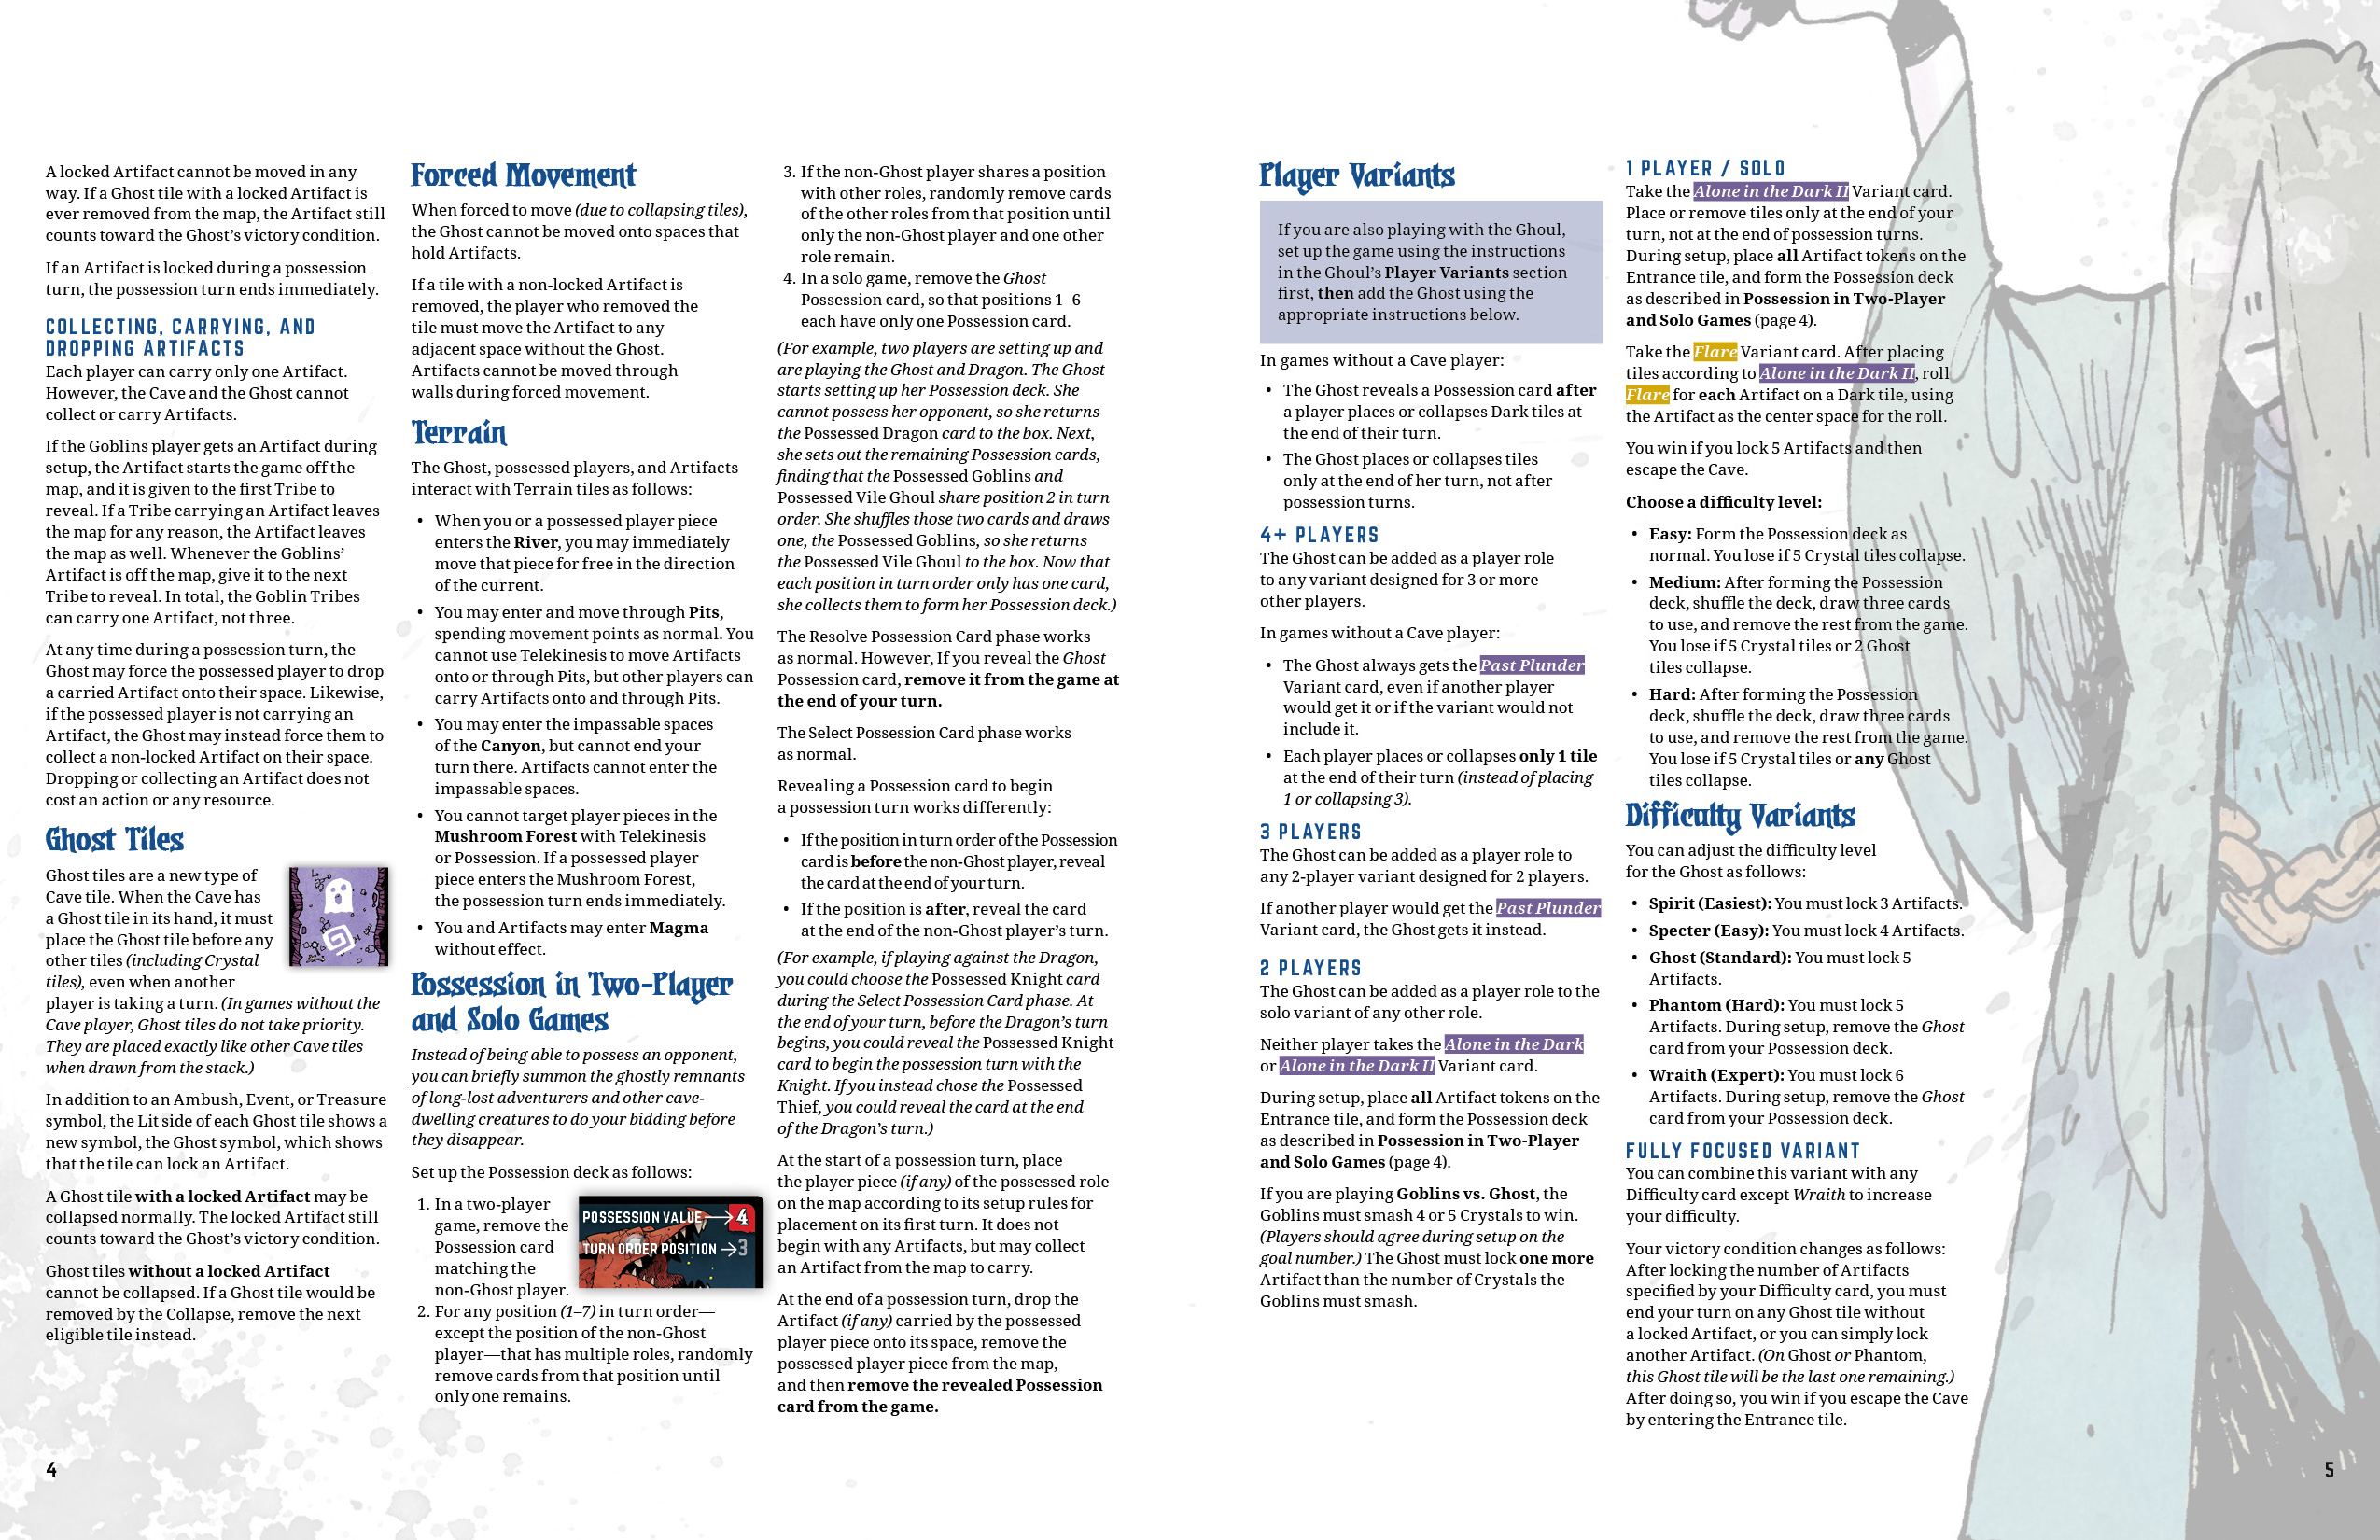 A locked Artifact cannot be moved in any
way. If a Ghost tile with a locked Artifact is
ever removed from the map, the Artifact still
counts toward the Ghost’s victory condition.
If an Artifact is locked during a possession
turn, the possession turn ends immediately.
COLLECTING, CARRYING, AND
DROPPING ARTIFACTS
Each player can carry only one Artifact.
However, the Cave and the Ghost cannot
collect or carry Artifacts.
If the Goblins player gets an Artifact during
setup, the Artifact starts the game off the
map, and it is given to the first Tribe to
reveal. If a Tribe carrying an Artifact leaves
the map for any reason, the Artifact leaves
the map as well. Whenever the Goblins’
Artifact is off the map, give it to the next
Tribe to reveal. In total, the Goblin Tribes
can carry one Artifact, not three.
At any time during a possession turn, the
Ghost may force the possessed player to drop
a carried Artifact onto their space. Likewise,
if the possessed player is not carrying an
Artifact, the Ghost may instead force them to
collect a non-locked Artifact on their space.
Dropping or collecting an Artifact does not
cost an action or any resource.
Ghost Tiles
Ghost tiles are a new type of
Cave tile. When the Cave has
a Ghost tile in its hand, it must
place the Ghost tile before any
other tiles (including Crystal
tiles), even when another
player is taking a turn. (In games without the
Cave player, Ghost tiles do not take priority.
They are placed exactly like other Cave tiles
when drawn from the stack.)
In addition to an Ambush, Event, or Treasure
symbol, the Lit side of each Ghost tile shows a
new symbol, the Ghost symbol, which shows
that the tile can lock an Artifact.
A Ghost tile with a locked Artifact may be
collapsed normally. The locked Artifact still
counts toward the Ghost’s victory condition.
Ghost tiles without a locked Artifact
cannot be collapsed. If a Ghost tile would be
removed by the Collapse, remove the next
eligible tile instead.
4
Forced Movement
When forced to move (due to collapsing tiles),
the Ghost cannot be moved onto spaces that
hold Artifacts.
If a tile with a non-locked Artifact is
removed, the player who removed the
tile must move the Artifact to any
adjacent space without the Ghost.
Artifacts cannot be moved through
walls during forced movement.
Terrain
The Ghost, possessed players, and Artifacts
interact with Terrain tiles as follows:
• When you or a possessed player piece
enters the River, you may immediately
move that piece for free in the direction
of the current.
• You may enter and move through Pits,
spending movement points as normal. You
cannot use Telekinesis to move Artifacts
onto or through Pits, but other players can
carry Artifacts onto and through Pits.
• You may enter the impassable spaces
of the Canyon, but cannot end your
turn there. Artifacts cannot enter the
impassable spaces.
• You cannot target player pieces in the
Mushroom Forest with Telekinesis
or Possession. If a possessed player
piece enters the Mushroom Forest,
the possession turn ends immediately.
• You and Artifacts may enter Magma
without effect.
Possession in Two-Player
and Solo Games
Instead of being able to possess an opponent,
you can briefly summon the ghostly remnants
of long-lost adventurers and other cave-
dwelling creatures to do your bidding before
they disappear.
Set up the Possession deck as follows:
1. In a two-player
game, remove the
Possession card
matching the
non-Ghost player.
POSSESSION VALUE → 4
TURN ORDER POSITION → 3
2. For any position (1–7) in turn order—
except the position of the non-Ghost
player—that has multiple roles, randomly
remove cards from that position until
only one remains.
3. If the non-Ghost player shares a position
with other roles, randomly remove cards
of the other roles from that position until
only the non-Ghost player and one other
role remain.
4. In a solo game, remove the Ghost
Possession card, so that positions 1–6
each have only one Possession card.
(For example, two players are setting up and
are playing the Ghost and Dragon. The Ghost
starts setting up her Possession deck. She
cannot possess her opponent, so she returns
the Possessed Dragon card to the box. Next,
she sets out the remaining Possession cards,
finding that the Possessed Goblins and
Possessed Vile Ghoul share position 2 in turn
order. She shuffles those two cards and draws
one, the Possessed Goblins, so she returns
the Possessed Vile Ghoul to the box. Now that
each position in turn order only has one card,
she collects them to form her Possession deck.)
The Resolve Possession Card phase works
as normal. However, If you reveal the Ghost
Possession card, remove it from the game at
the end of your turn.
The Select Possession Card phase works
as normal.
Revealing a Possession card to begin
a possession turn works differently:
• If the position in turn order of the Possession
card is before the non-Ghost player, reveal
the card at the end of your turn.
• If the position is after, reveal the card
at the end of the non-Ghost player’s turn.
(For example, if playing against the Dragon,
you could choose the Possessed Knight card
during the Select Possession Card phase. At
the end of your turn, before the Dragon’s turn
begins, you could reveal the Possessed Knight
card to begin the possession turn with the
Knight. If you instead chose the Possessed
Thief, you could reveal the card at the end
of the Dragon’s turn.)
At the start of a possession turn, place
the player piece (if any) of the possessed role
on the map according to its setup rules for
placement on its first turn. It does not
begin with any Artifacts, but may collect
an Artifact from the map to carry.
At the end of a possession turn, drop the
Artifact (if any) carried by the possessed
player piece onto its space, remove the
possessed player piece from the map,
and then remove the revealed Possession
card from the game.
Player Variants
If you are also playing with the Ghoul,
set up the game using the instructions
in the Ghoul’s Player Variants section
first, then add the Ghost using the
appropriate instructions below.
In games without a Cave player:
• The Ghost reveals a Possession card after
a player places or collapses Dark tiles at
the end of their turn.
• The Ghost places or collapses tiles
only at the end of her turn, not after
possession turns.
4+ PLAYERS
The Ghost can be added as a player role
to any variant designed for 3 or more
other players.
In games without a Cave player:
• The Ghost always gets the Past Plunder
Variant card, even if another player
would get it or if the variant would not
include it.
• Each player places or collapses only 1 tile
at the end of their turn (instead of placing
1 or collapsing 3).
3 PLAYERS
The Ghost can be added as a player role to
any 2-player variant designed for 2 players.
If another player would get the Past Plunder
Variant card, the Ghost gets it instead.
2 PLAYERS
The Ghost can be added as a player role to the
solo variant of any other role.
Neither player takes the Alone in the Dark
or Alone in the Dark II Variant card.
During setup, place all Artifact tokens on the
Entrance tile, and form the Possession deck
as described in Possession in Two-Player
and Solo Games (page 4).
If you are playing Goblins vs. Ghost, the
Goblins must smash 4 or 5 Crystals to win.
(Players should agree during setup on the
goal number.) The Ghost must lock one more
Artifact than the number of Crystals the
Goblins must smash.
1 PLAYER / SOLO
Take the Alone in the Dark II Variant card.
Place or remove tiles only at the end of your
turn, not at the end of possession turns.
During setup, place all Artifact tokens on the
Entrance tile, and form the Possession deck
as described in Possession in Two-Player
and Solo Games (page 4).
Take the Flare Variant card. After placing
tiles according to Alone in the Dark II, roll
Flare for each Artifact on a Dark tile, using
the Artifact as the center space for the roll.
You win if you lock 5 Artifacts and then
escape the Cave.
Choose a difficulty level:
• Easy: Form the Possession deck as
normal. You lose if 5 Crystal tiles collapse.
• Medium: After forming the Possession
deck, shuffle the deck, draw three cards
to use, and remove the rest from the game.
You lose if 5 Crystal tiles or 2 Ghost
tiles collapse.
• Hard: After forming the Possession
deck, shuffle the deck, draw three cards
to use, and remove the rest from the game.
You lose if 5 Crystal tiles or any Ghost
tiles collapse.
Difficulty Variants
You can adjust the difficulty level
for the Ghost as follows:
• Spirit (Easiest): You must lock 3 Artifacts.
• Specter (Easy): You must lock 4 Artifacts.
• Ghost (Standard): You must lock 5
Artifacts.
• Phantom (Hard): You must lock 5
Artifacts. During setup, remove the Ghost
card from your Possession deck.
• Wraith (Expert): You must lock 6
Artifacts. During setup, remove the Ghost
card from your Possession deck.
FULLY FOCUSED VARIANT
You can combine this variant with any
Difficulty card except Wraith to increase
your difficulty.
Your victory condition changes as follows:
After locking the number of Artifacts
specified by your Difficulty card, you must
end your turn on any Ghost tile without
a locked Artifact, or you can simply lock
another Artifact. (On Ghost or Phantom,
this Ghost tile will be the last one remaining.)
After doing so, you win if you escape the Cave
by entering the Entrance tile.
5